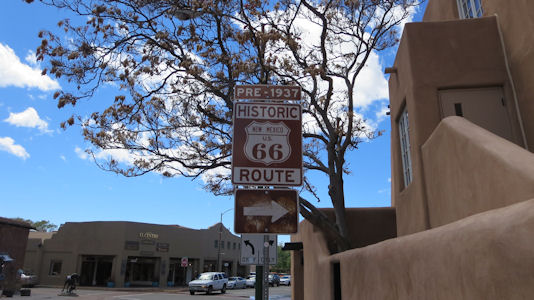 PRE-1937
HISTORIC
NEW MEXICO
U.S.
66
ROUTE